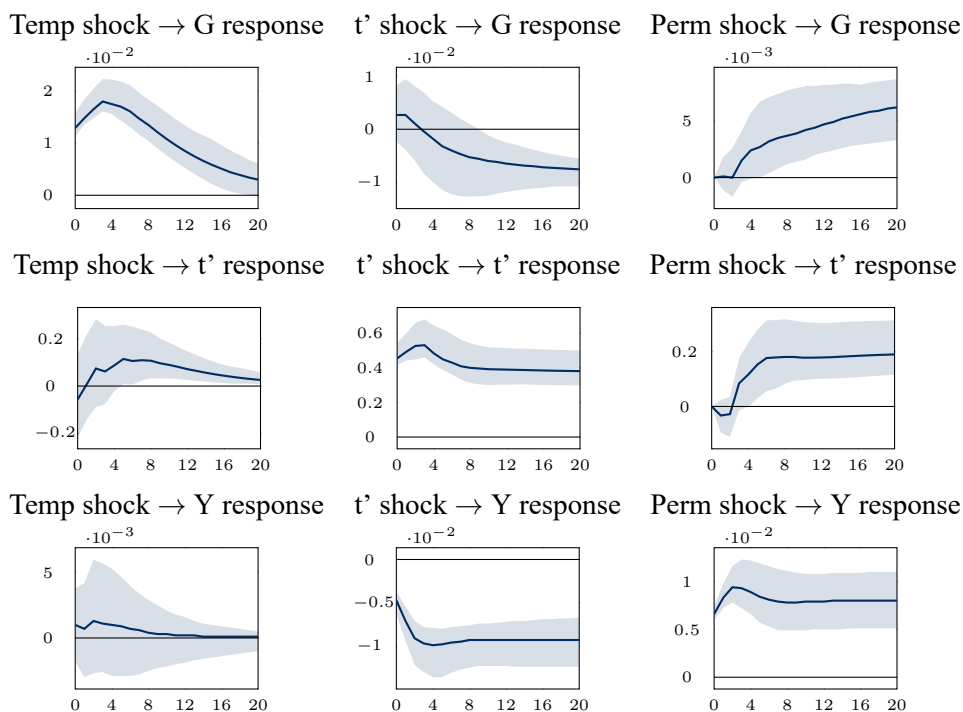 Temp shock → G response t’ shock → G response Perm shock → G response
·10⁻² ·10⁻² ·10⁻³
2
1
0
0 4 8 12 16 20
1
0
−1
0 4 8 12 16 20
5
0
0 4 8 12 16 20
Temp shock → t’ response t’ shock → t’ response Perm shock → t’ response
0.2
0
−0.2
0 4 8 12 16 20
0.6
0.4
0.2
0
0 4 8 12 16 20
0.2
0
0 4 8 12 16 20
Temp shock → Y response t’ shock → Y response Perm shock → Y response
·10⁻³ ·10⁻² ·10⁻²
5
0
0 4 8 12 16 20
0
−0.5
−1
0 4 8 12 16 20
1
0.5
0
0 4 8 12 16 20